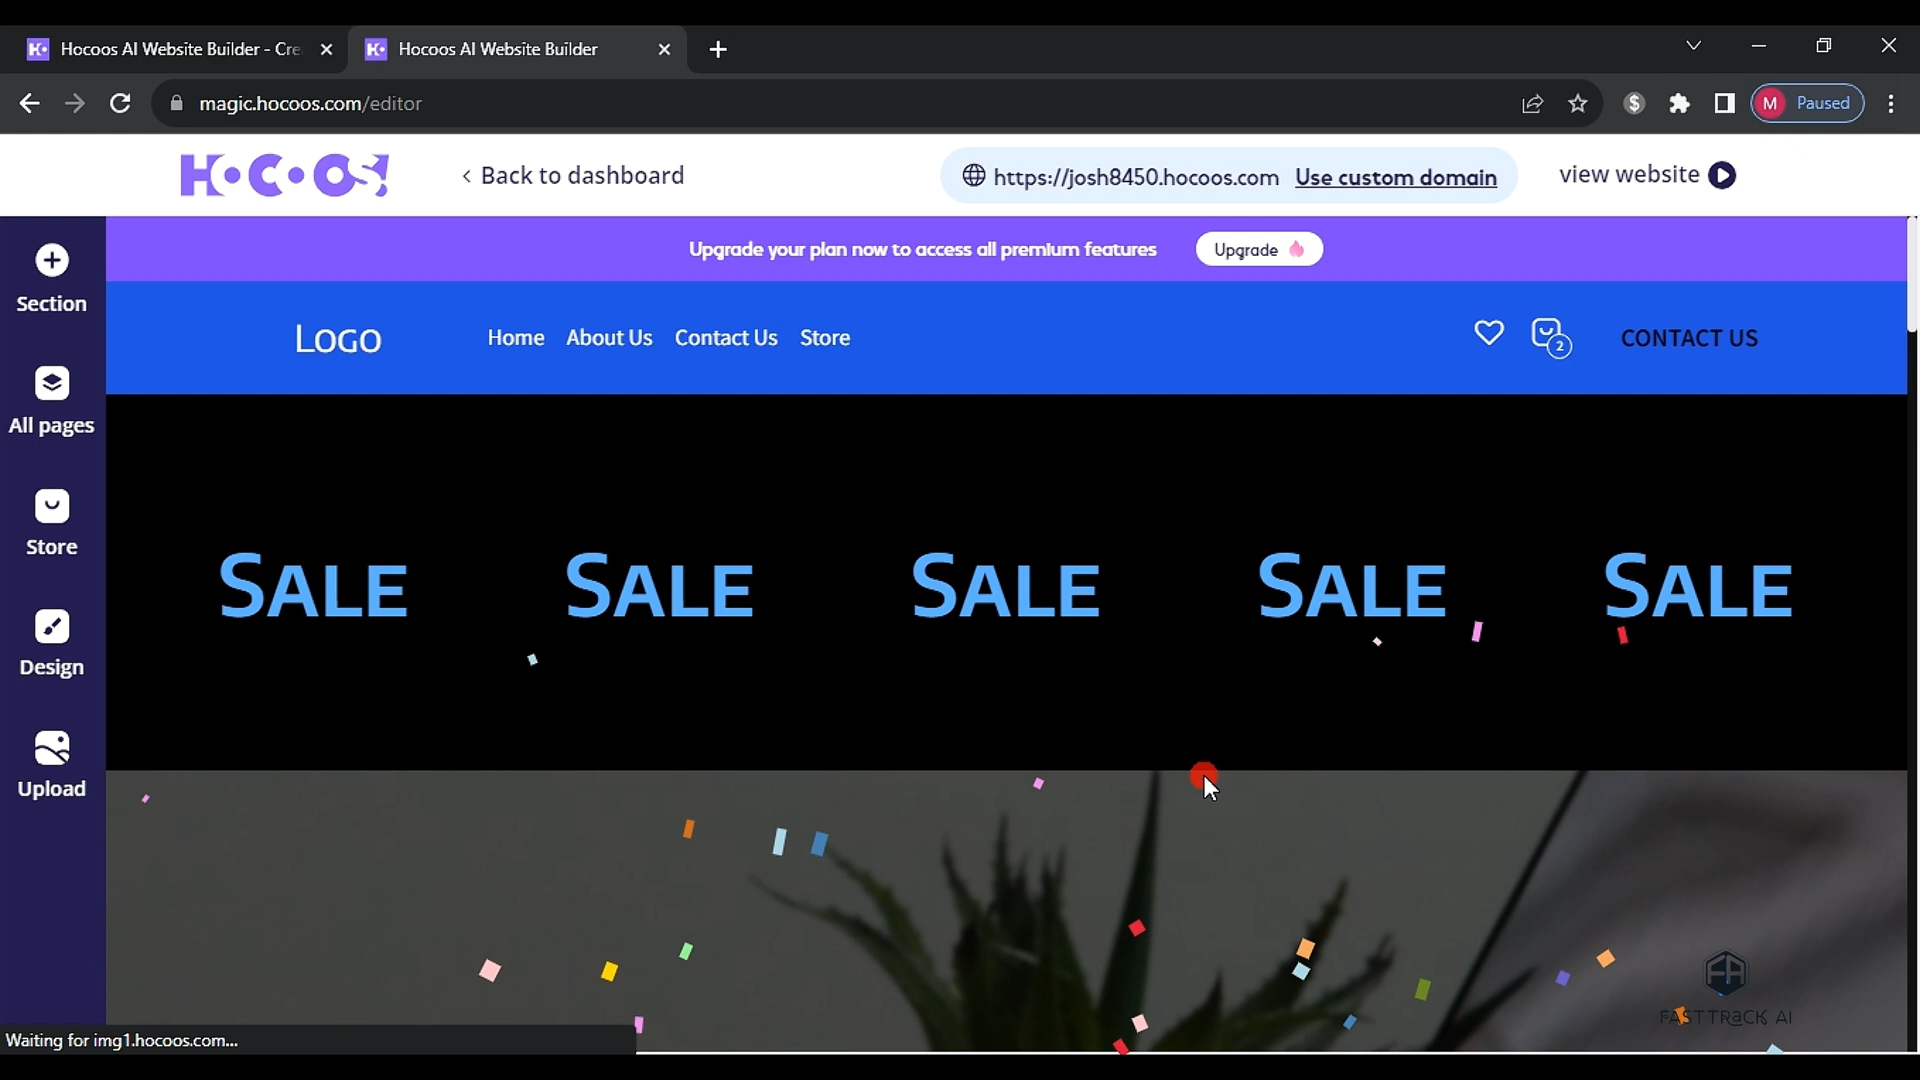 Hocoos AI Website Builder - Cre
Hocoos AI Website Builder
magic.hocoos.com/editor
M Paused
HOCOOS!
Back to dashboard
https://josh8450.hocoos.com Use custom domain
view website
Upgrade your plan now to access all premium features
Upgrade
Section
All pages
Store
Design
Upload
LOGO
Home About Us Contact Us Store
2
CONTACT US
SALE SALE SALE SALE SALE
FASTTRACK AI
Waiting for img1.hocoos.com...